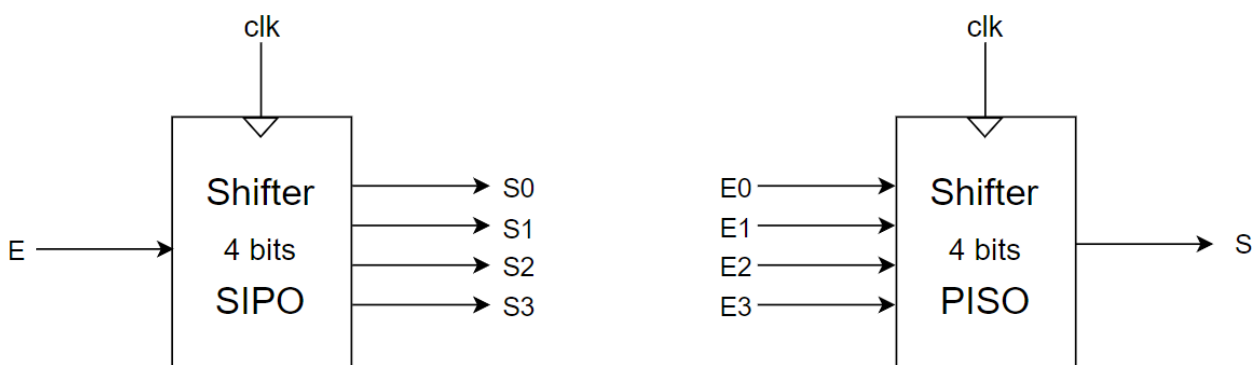 clk
Shifter
4 bits
SIPO
E
S0
S1
S2
S3
clk
E0
E1
E2
E3
Shifter
4 bits
PISO
S